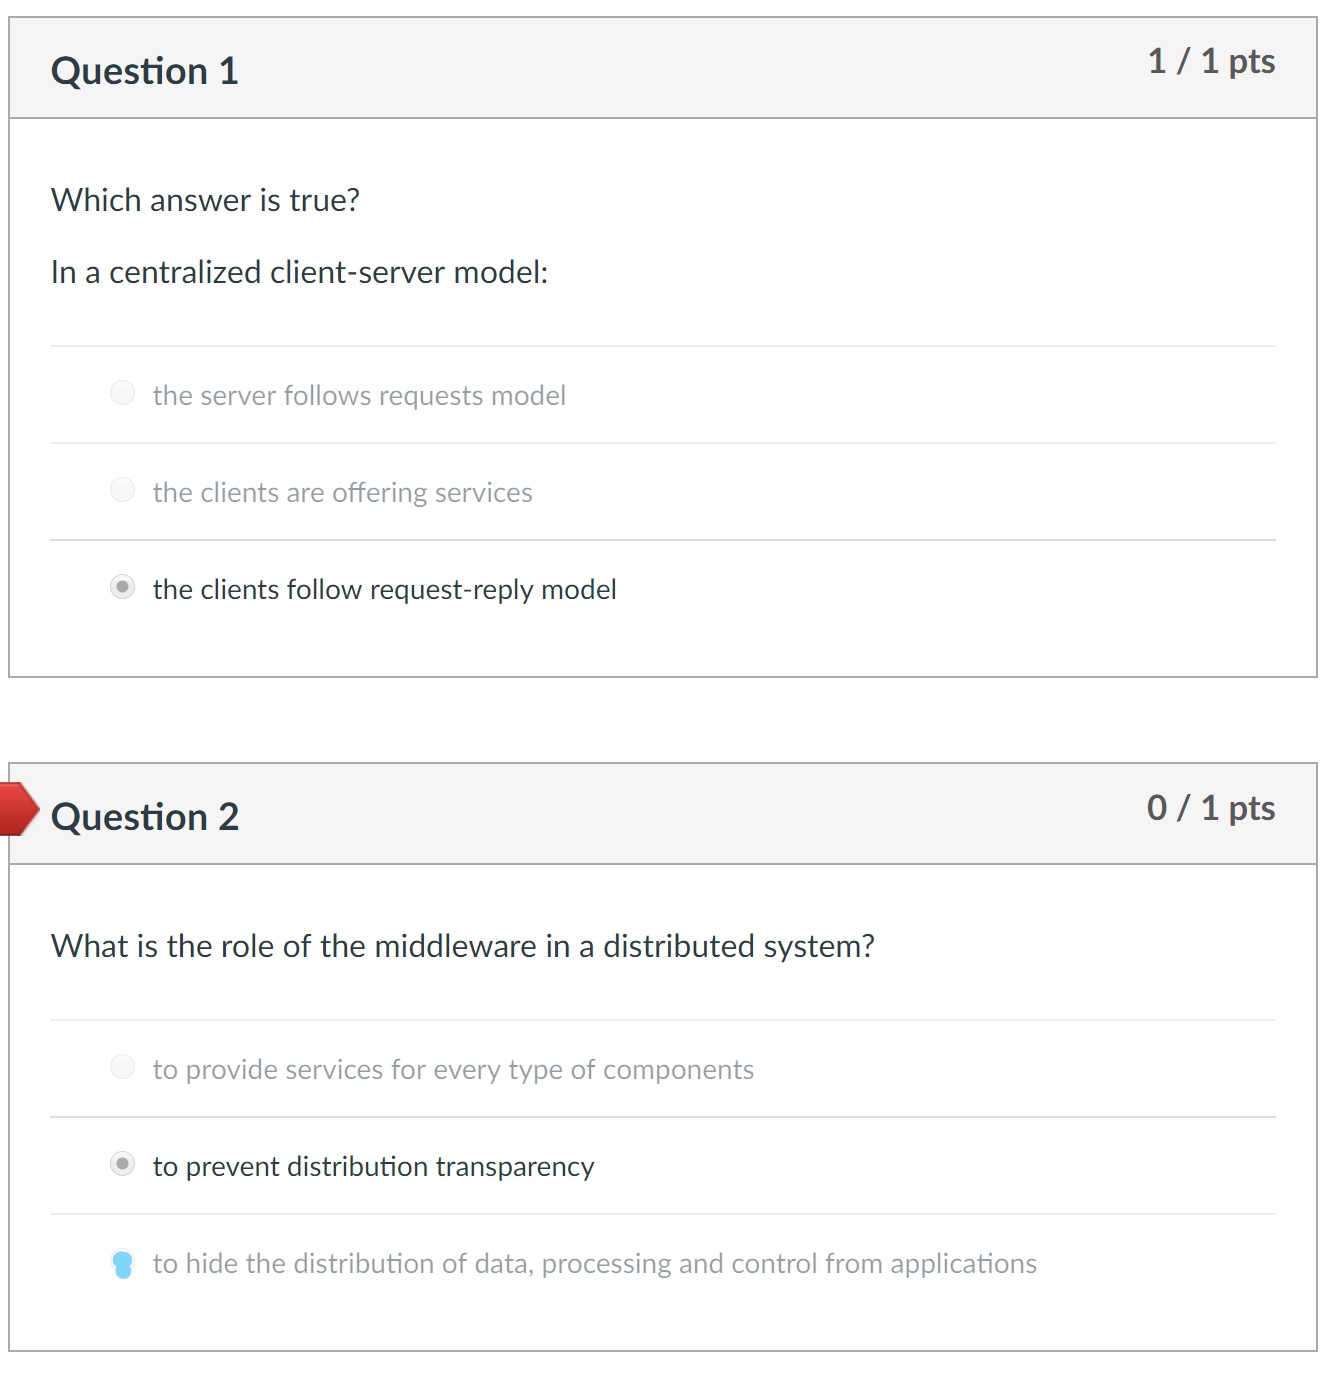 Question 1
1 / 1 pts
Which answer is true?
In a centralized client-server model:
the server follows requests model
the clients are offering services
the clients follow request-reply model
Question 2
0 / 1 pts
What is the role of the middleware in a distributed system?
to provide services for every type of components
to prevent distribution transparency
to hide the distribution of data, processing and control from applications